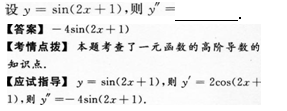 设 y = sin(2x + 1),则 y″ = ________.
【答案】 -4sin(2x + 1)
【考情点拨】 本题考查了一元函数的高阶导数的
知识点.
【应试指导】 y = sin(2x + 1),则 y′ = 2cos(2x +
1),则 y″ = -4sin(2x + 1).